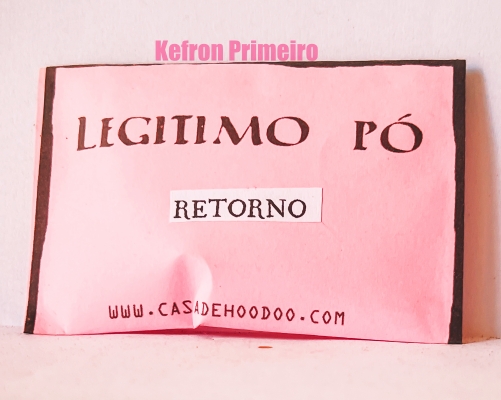 Kefron Primeiro
LEGITIMO PÓ
RETORNO
WWW.CASADEHOODOO.COM